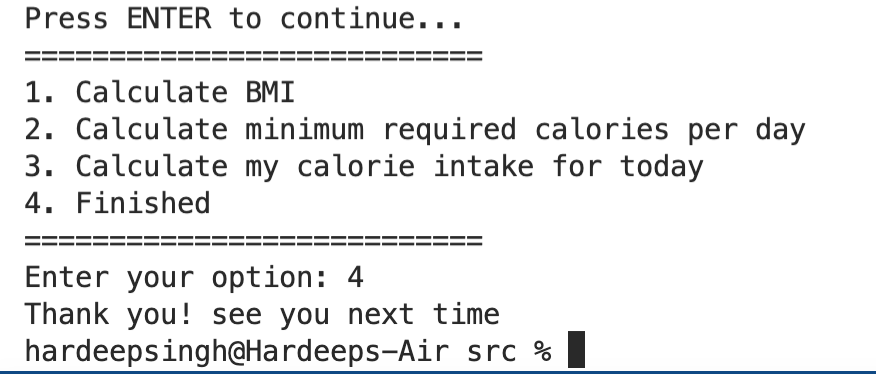 Press ENTER to continue...
===========================
1. Calculate BMI
2. Calculate minimum required calories per day
3. Calculate my calorie intake for today
4. Finished
===========================
Enter your option: 4
Thank you! see you next time
hardeepsingh@Hardeeps-Air src %